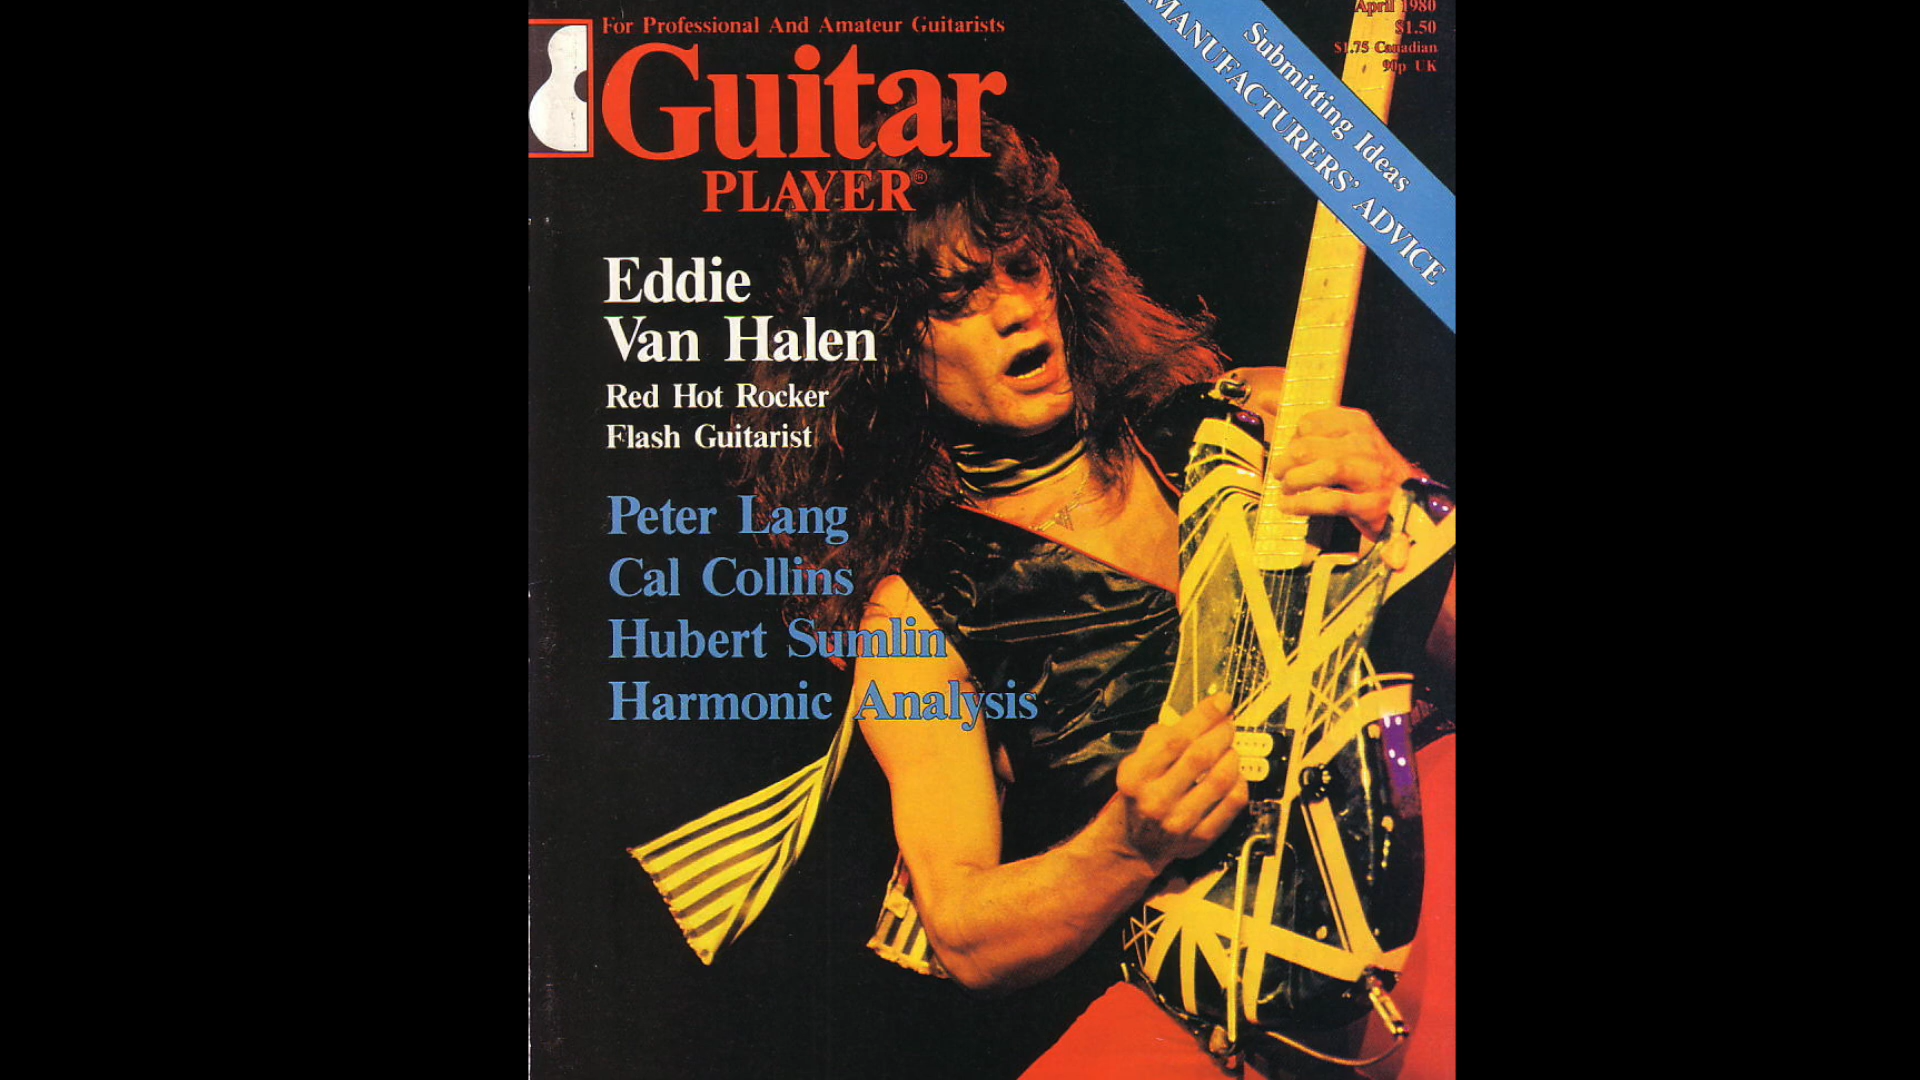 For Professional And Amateur Guitarists
Guitar
PLAYER®
April 1980
$1.50
$1.75 Canadian
90p UK
Submitting Ideas
MANUFACTURERS' ADVICE
Eddie
Van Halen
Red Hot Rocker
Flash Guitarist
Peter Lang
Cal Collins
Hubert Sumlin
Harmonic Analysis